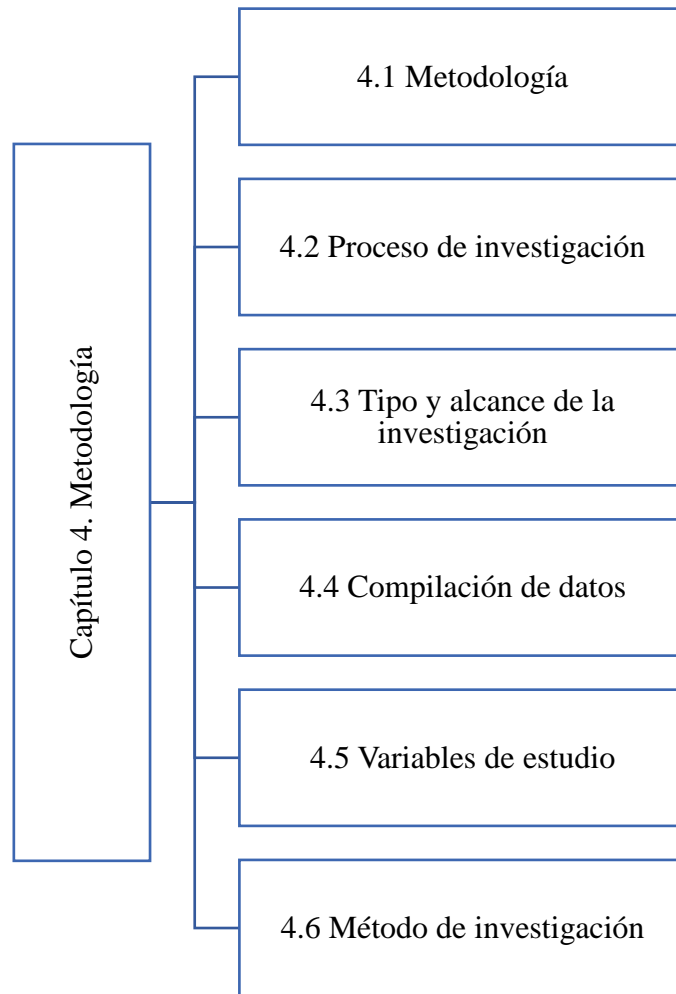 Capítulo 4. Metodología
4.1 Metodología
4.2 Proceso de investigación
4.3 Tipo y alcance de la
investigación
4.4 Compilación de datos
4.5 Variables de estudio
4.6 Método de investigación